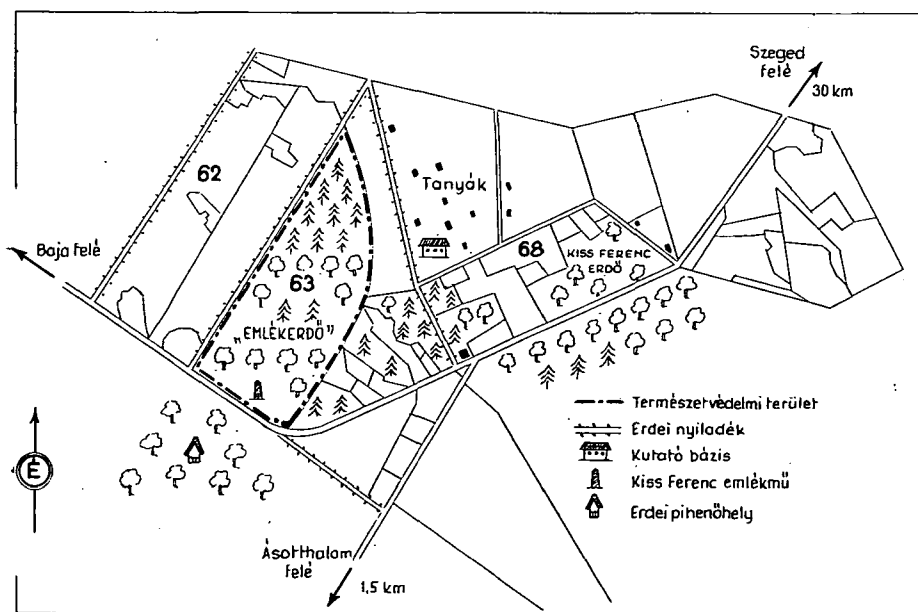 Szeged
felé
30 km
62
Tanyák
Baja felé
68
KISS FERENC
ERDŐ
63
„EMLÉKERDŐ”
Természetvédelmi terület
Erdei nyiladék
Kutató bázis
Kiss Ferenc emlékmű
Erdei pihenőhely
É
Ásotthalom
felé
1,5 km